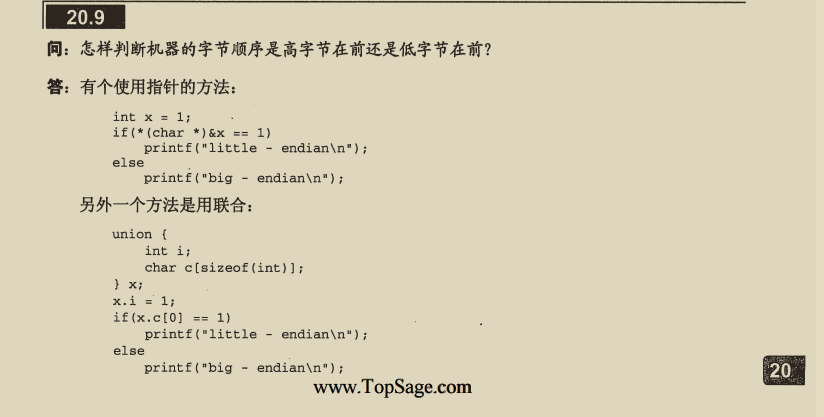 20.9
问：怎样判断机器的字节顺序是高字节在前还是低字节在前？
答：有个使用指针的方法：
int x = 1;
if(*(char *)&x == 1)
printf("little - endian\n");
else
printf("big - endian\n");
另外一个方法是用联合：
union {
int i;
char c[sizeof(int)];
} x;
x.i = 1;
if(x.c[0] == 1)
printf("little - endian\n");
else
printf("big - endian\n");
20
www.TopSage.com